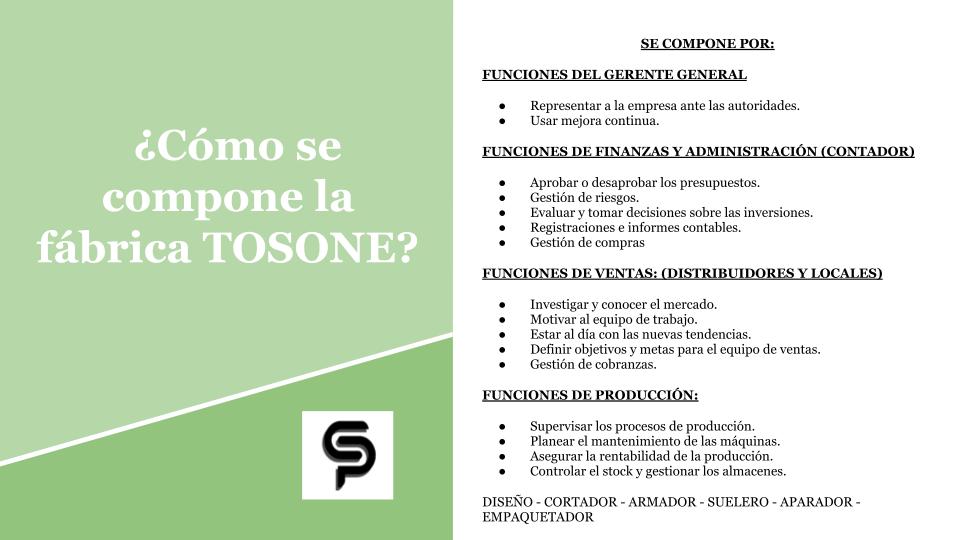 ¿Cómo se
compone la
fábrica TOSONE?
SP
SE COMPONE POR:
FUNCIONES DEL GERENTE GENERAL
● Representar a la empresa ante las autoridades.
● Usar mejora continua.
FUNCIONES DE FINANZAS Y ADMINISTRACIÓN (CONTADOR)
● Aprobar o desaprobar los presupuestos.
● Gestión de riesgos.
● Evaluar y tomar decisiones sobre las inversiones.
● Registraciones e informes contables.
● Gestión de compras
FUNCIONES DE VENTAS: (DISTRIBUIDORES Y LOCALES)
● Investigar y conocer el mercado.
● Motivar al equipo de trabajo.
● Estar al día con las nuevas tendencias.
● Definir objetivos y metas para el equipo de ventas.
● Gestión de cobranzas.
FUNCIONES DE PRODUCCIÓN:
● Supervisar los procesos de producción.
● Planear el mantenimiento de las máquinas.
● Asegurar la rentabilidad de la producción.
● Controlar el stock y gestionar los almacenes.
DISEÑO - CORTADOR - ARMADOR - SUELERO - APARADOR -
EMPAQUETADOR